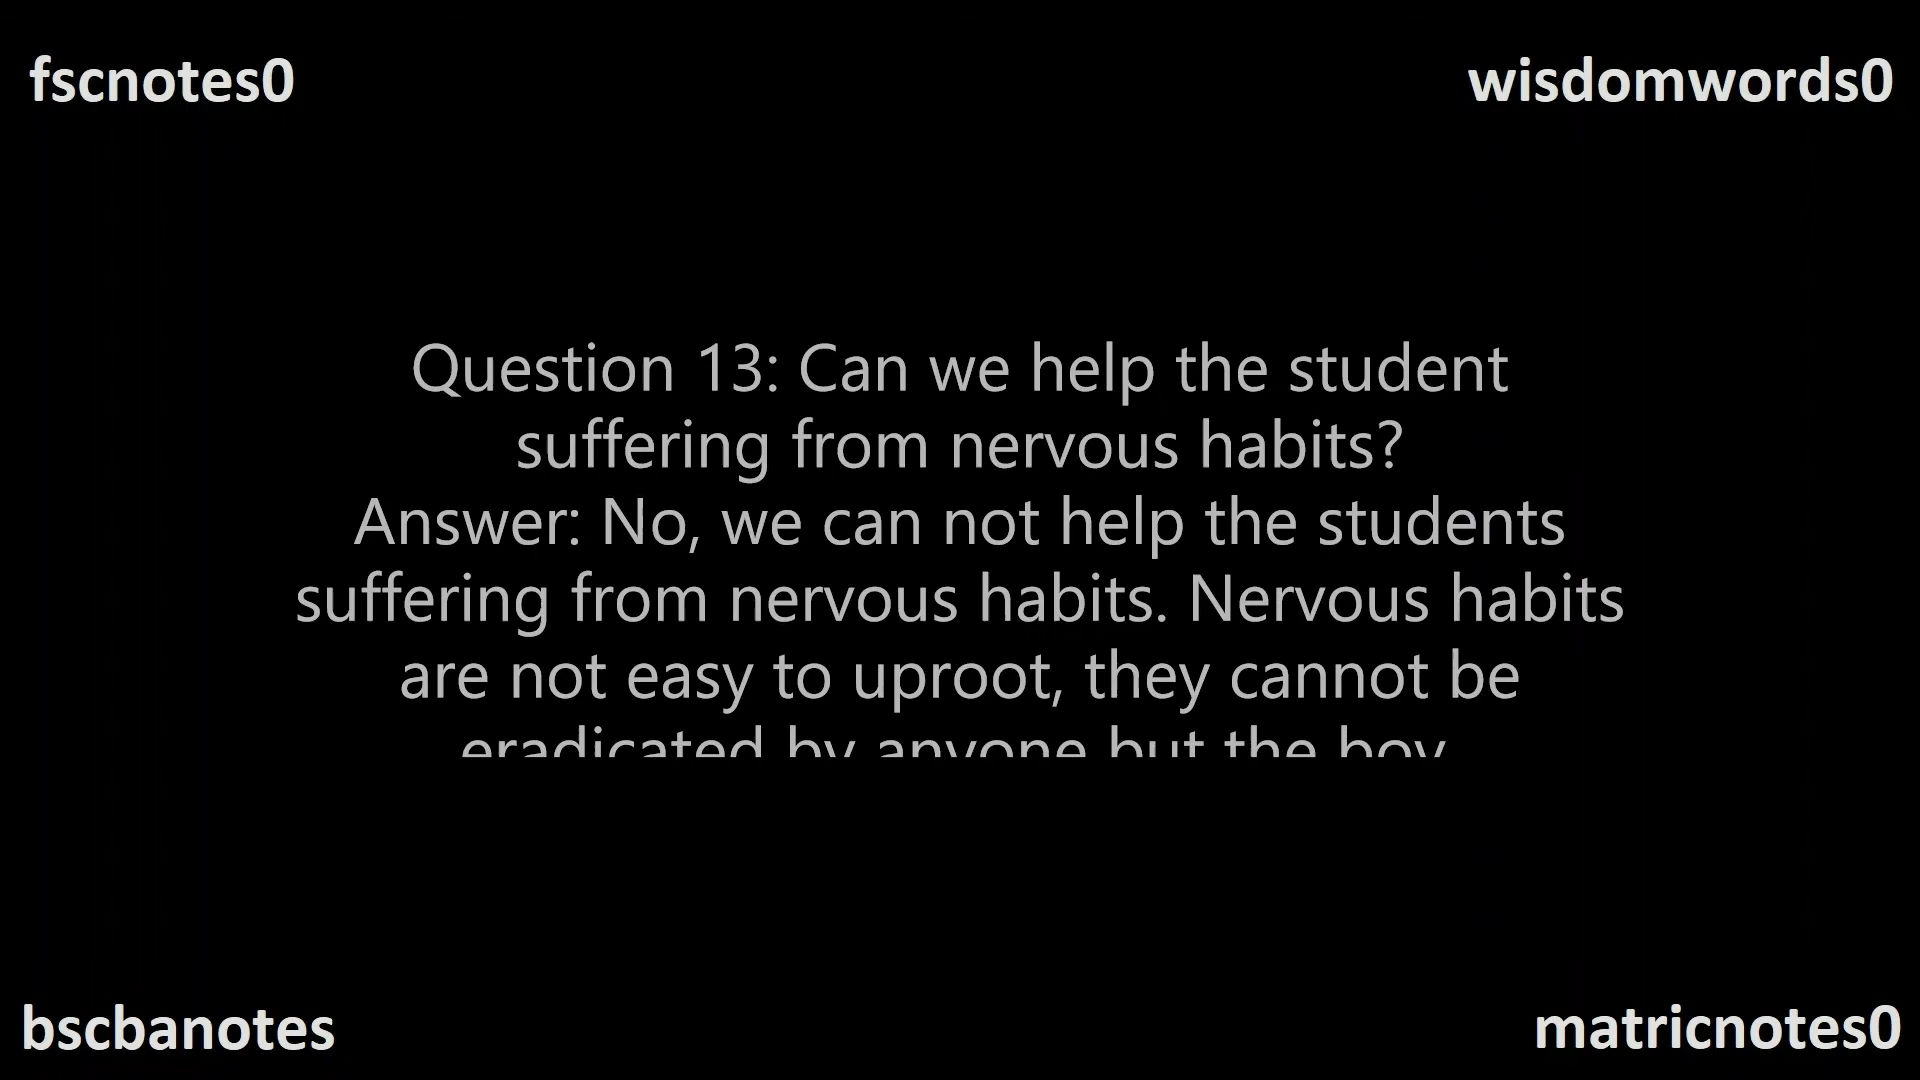 fscnotes0
wisdomwords0
Question 13: Can we help the student
suffering from nervous habits?
Answer: No, we can not help the students
suffering from nervous habits. Nervous habits
are not easy to uproot, they cannot be
eradicated by anyone but the boy
bscbanotes
matricnotes0